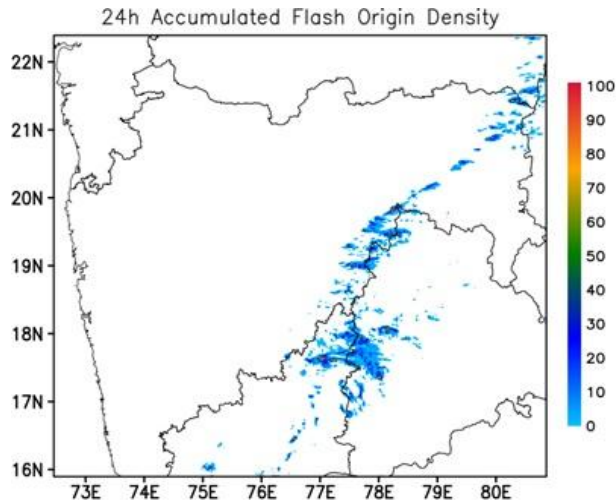 24h Accumulated Flash Origin Density
22N
21N
20N
19N
18N
17N
16N
73E 74E 75E 76E 77E 78E 79E 80E
100
90
80
70
60
50
40
30
20
10
0